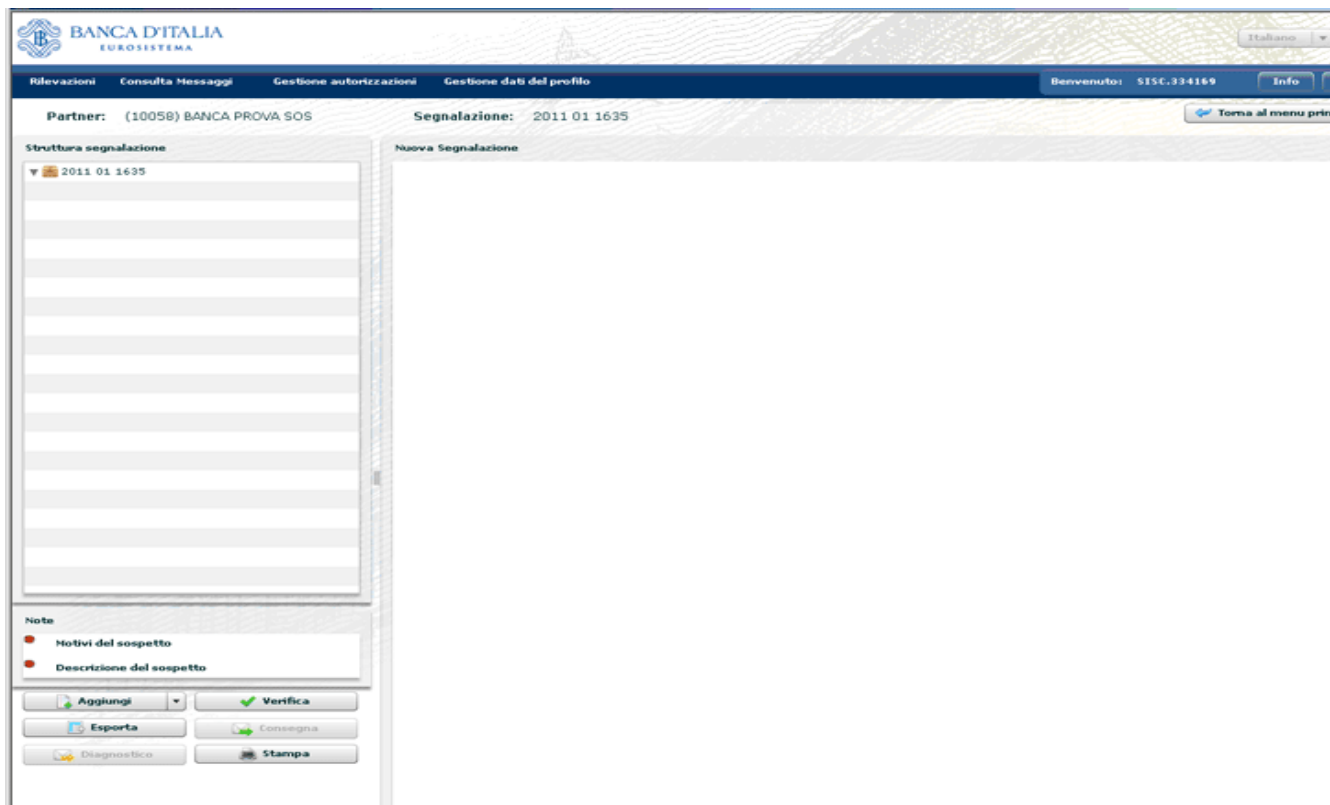 BANCA D'ITALIA
EUROSISTEMA
Italiano
Rilevazioni Consulta Messaggi Gestione autorizzazioni Gestione dati del profilo Benvenuto: SISC.334169 Info
Partner: (10058) BANCA PROVA SOS Segnalazione: 2011 01 1635 Torna al menu prin
Struttura segnalazione Nuova Segnalazione
2011 01 1635
Note
Motivi del sospetto
Descrizione del sospetto
Aggiungi Verifica
Esporta Consegna
Diagnostico Stampa